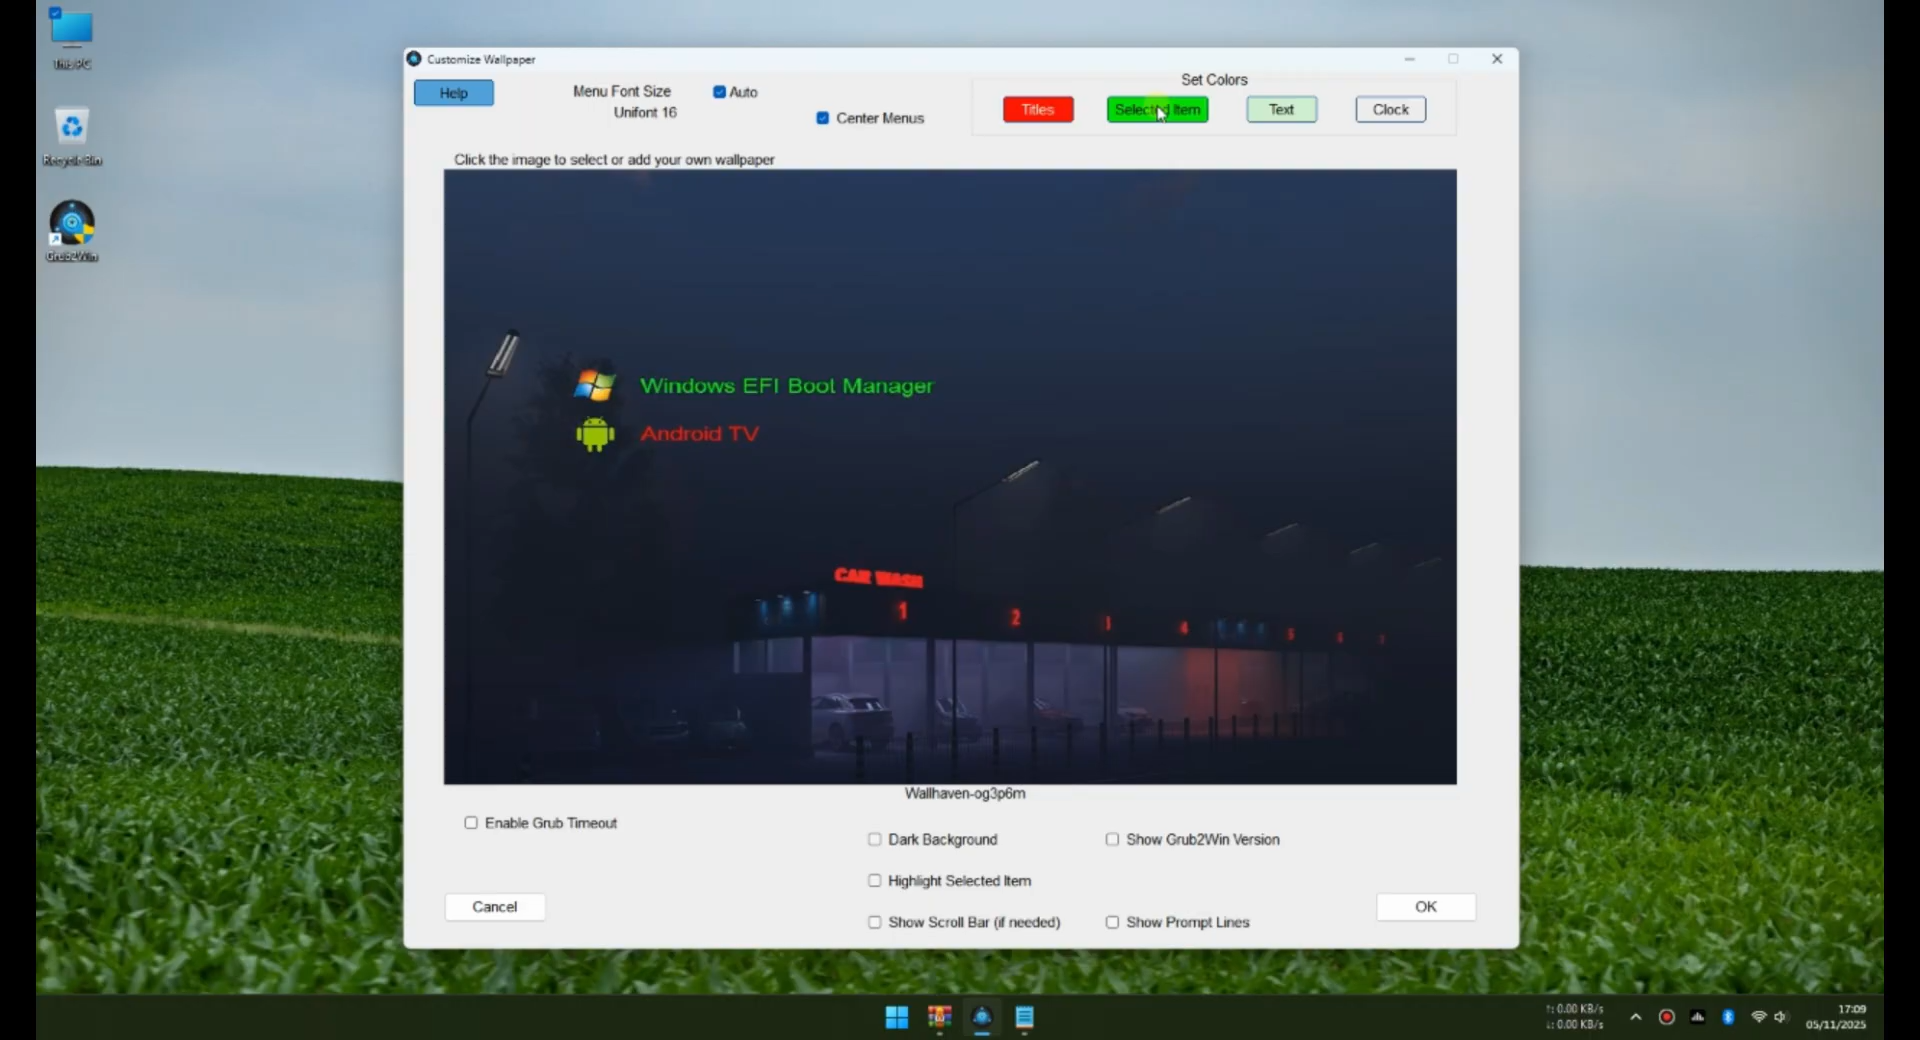 This PC
Recycle Bin
Grub2Win
Customize Wallpaper
Help
Menu Font Size
Unifont 16
Auto
Center Menus
Set Colors
Titles
Selected Item
Text
Clock
Click the image to select or add your own wallpaper
Windows EFI Boot Manager
Android TV
CAR WASH
1
2
3
4
5
Wallhaven-og3p6m
Enable Grub Timeout
Dark Background
Show Grub2Win Version
Highlight Selected Item
Show Scroll Bar (if needed)
Show Prompt Lines
Cancel
OK
↑: 0.00 KB/s
↓: 0.00 KB/s
17:09
05/11/2025